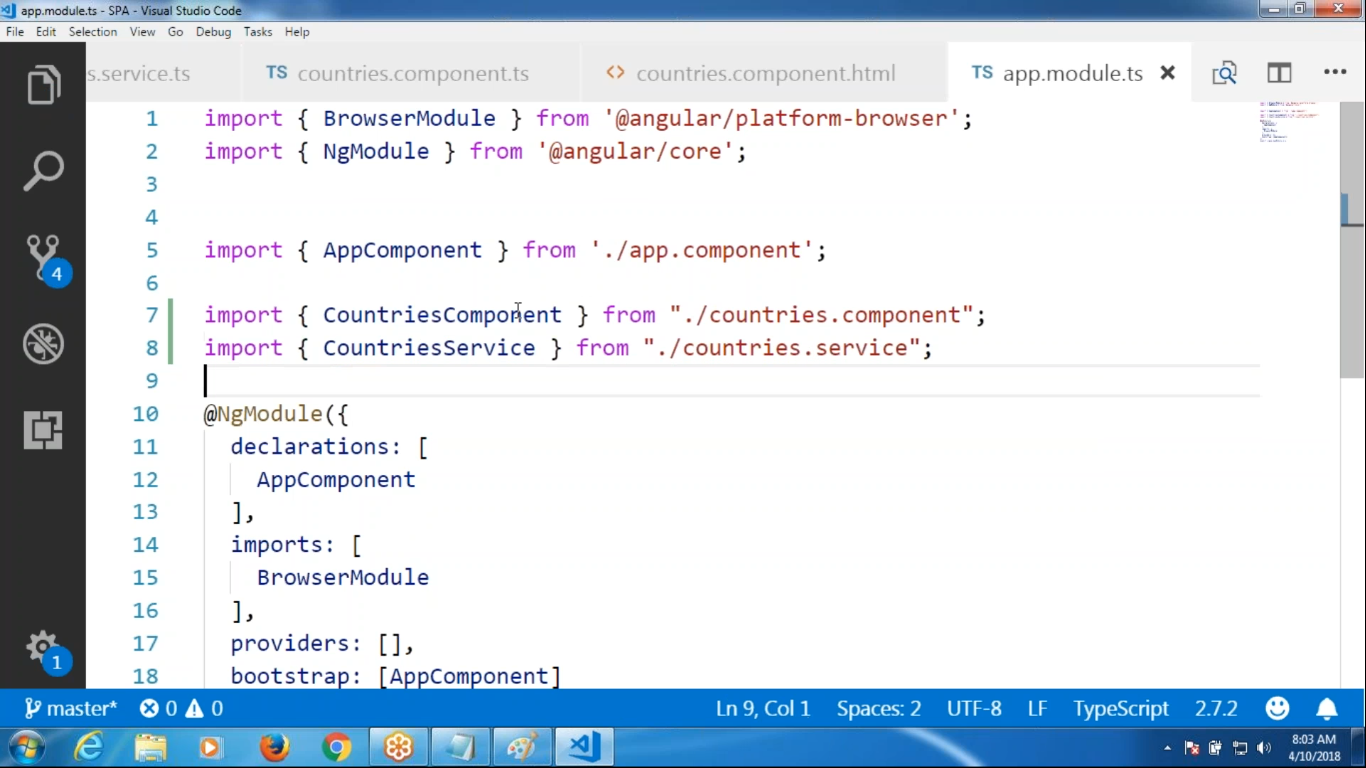 app.module.ts - SPA - Visual Studio Code
File Edit Selection View Go Debug Tasks Help
s.service.ts TS countries.component.ts <> countries.component.html TS app.module.ts
1 import { BrowserModule } from '@angular/platform-browser';
2 import { NgModule } from '@angular/core';
3
4
5 import { AppComponent } from './app.component';
6
7 import { CountriesComponent } from "./countries.component";
8 import { CountriesService } from "./countries.service";
9
10 @NgModule({
11 declarations: [
12 AppComponent
13 ],
14 imports: [
15 BrowserModule
16 ],
17 providers: [],
18 bootstrap: [AppComponent]
4
1
master* 0 0 Ln 9, Col 1 Spaces: 2 UTF-8 LF TypeScript 2.7.2
8:03 AM
4/10/2018